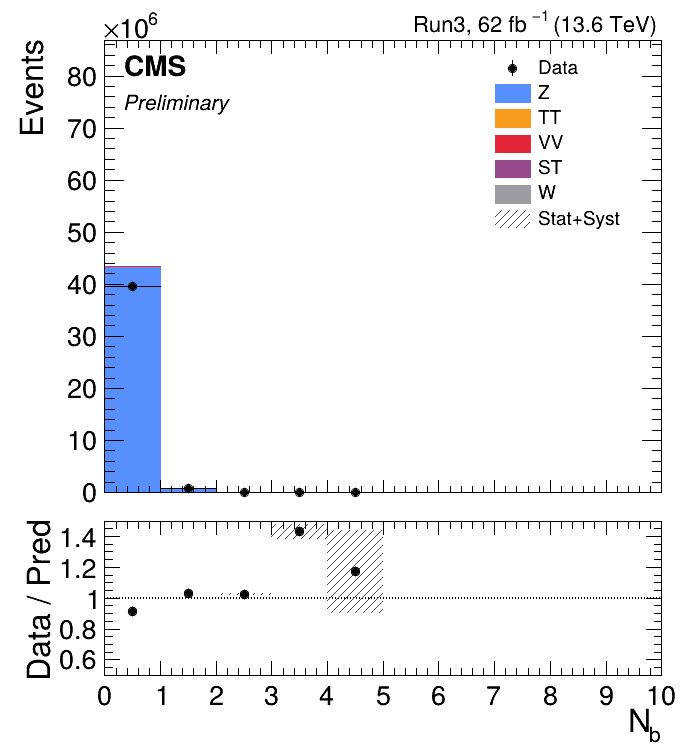 ×10⁶
Run3, 62 fb⁻¹ (13.6 TeV)
CMS
Preliminary
Events
80
70
60
50
40
30
20
10
0
Data
Z
TT
VV
ST
W
Stat+Syst
Data / Pred
1.4
1.2
1
0.8
0.6
0 1 2 3 4 5 6 7 8 9 10
N_b